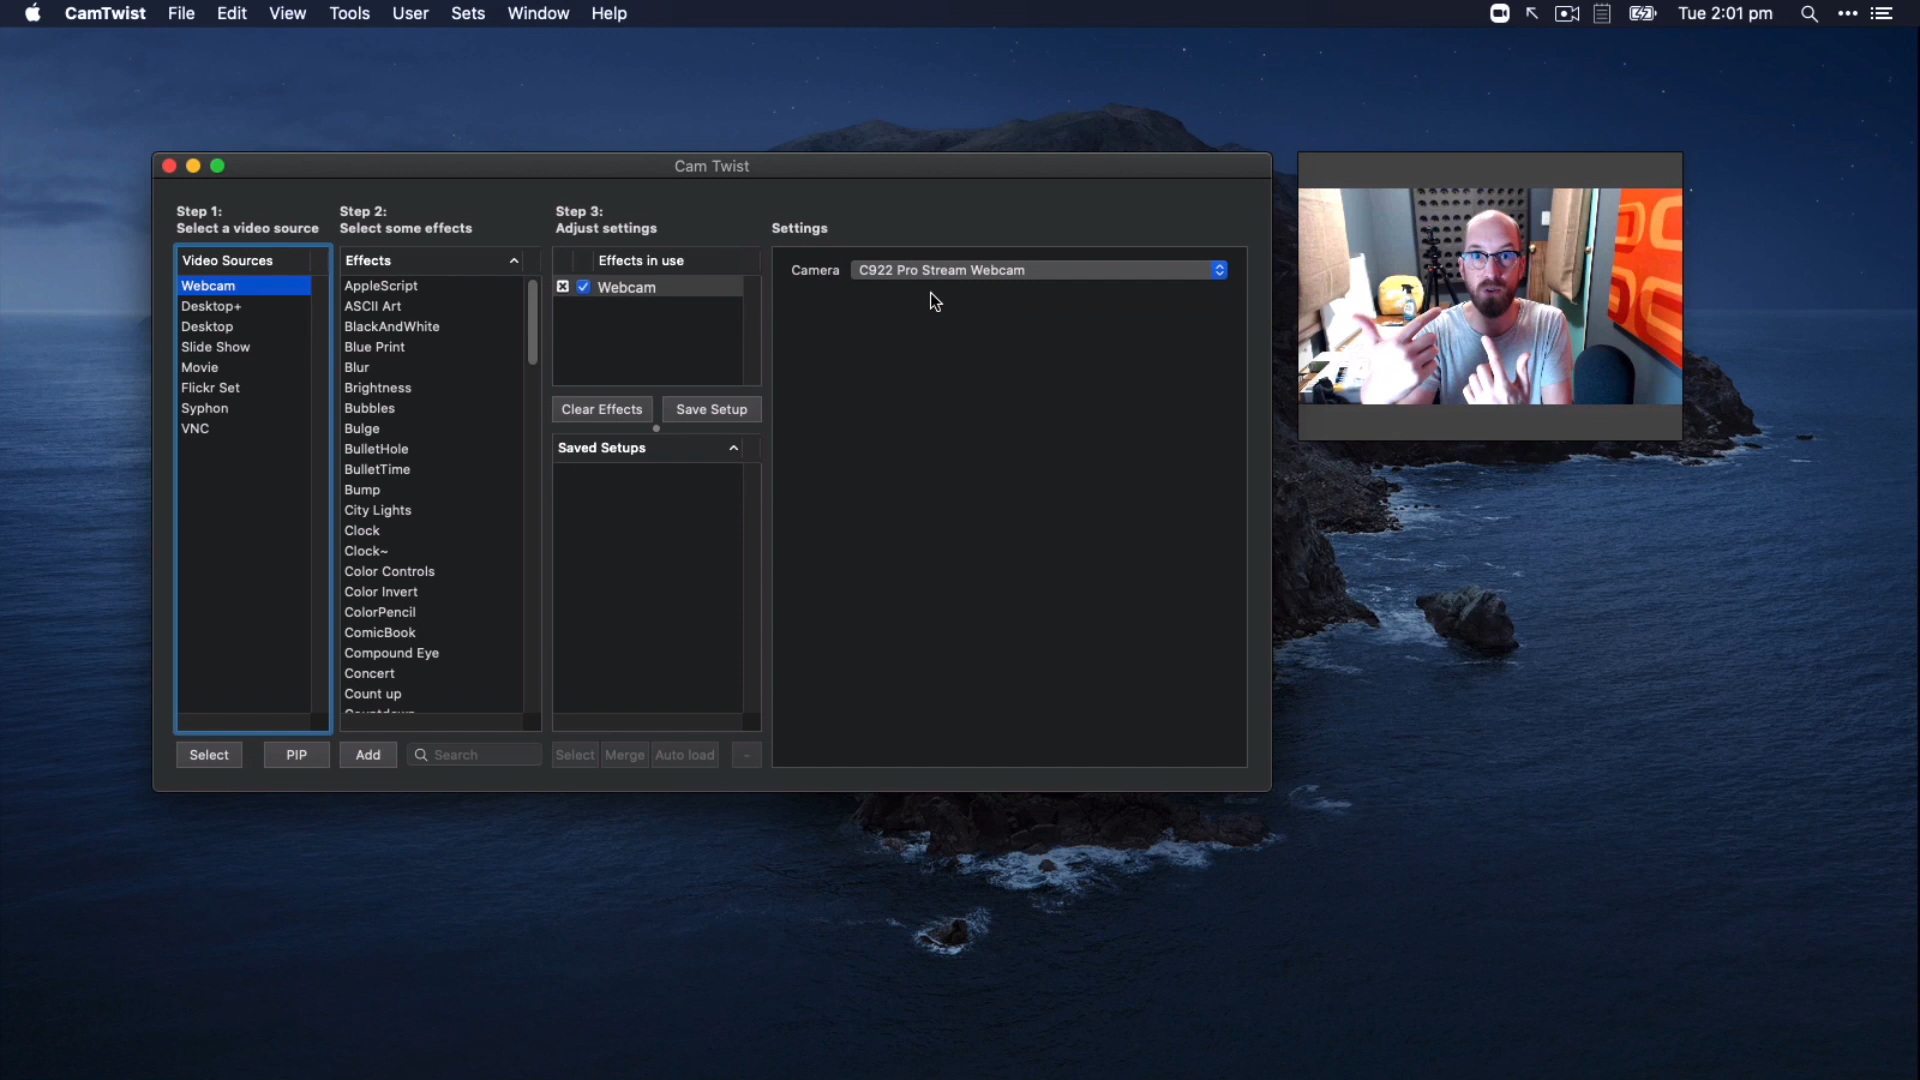 CamTwist File Edit View Tools User Sets Window Help
Tue 2:01 pm
Cam Twist
Step 1:
Select a video source
Step 2:
Select some effects
Step 3:
Adjust settings
Settings
Video Sources
Webcam
Desktop+
Desktop
Slide Show
Movie
Flickr Set
Syphon
VNC
Effects
AppleScript
ASCII Art
BlackAndWhite
Blue Print
Blur
Brightness
Bubbles
Bulge
BulletHole
BulletTime
Bump
City Lights
Clock
Clock~
Color Controls
Color Invert
ColorPencil
ComicBook
Compound Eye
Concert
Count up
Effects in use
Webcam
Clear Effects Save Setup
Saved Setups
Camera C922 Pro Stream Webcam
Select PIP Add Search Select Merge Auto load -